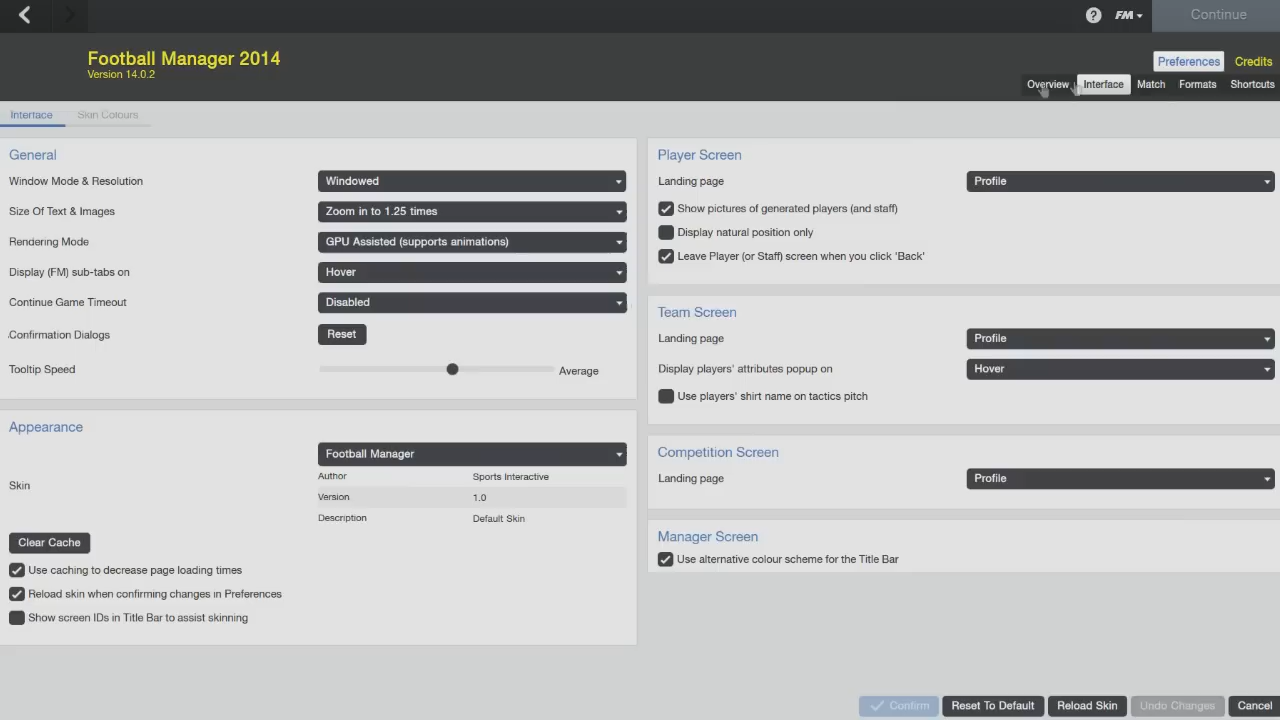 ?
FM
Continue
Football Manager 2014
Version 14.0.2
Preferences
Credits
Overview
Interface
Match
Formats
Shortcuts
Interface
Skin Colours
General
Window Mode & Resolution
Windowed
Size Of Text & Images
Zoom in to 1.25 times
Rendering Mode
GPU Assisted (supports animations)
Display (FM) sub-tabs on
Hover
Continue Game Timeout
Disabled
Confirmation Dialogs
Reset
Tooltip Speed
Average
Appearance
Skin
Football Manager
Author
Sports Interactive
Version
1.0
Description
Default Skin
Clear Cache
Use caching to decrease page loading times
Reload skin when confirming changes in Preferences
Show screen IDs in Title Bar to assist skinning
Player Screen
Landing page
Profile
Show pictures of generated players (and staff)
Display natural position only
Leave Player (or Staff) screen when you click 'Back'
Team Screen
Landing page
Profile
Display players' attributes popup on
Hover
Use players' shirt name on tactics pitch
Competition Screen
Landing page
Profile
Manager Screen
Use alternative colour scheme for the Title Bar
Confirm
Reset To Default
Reload Skin
Undo Changes
Cancel